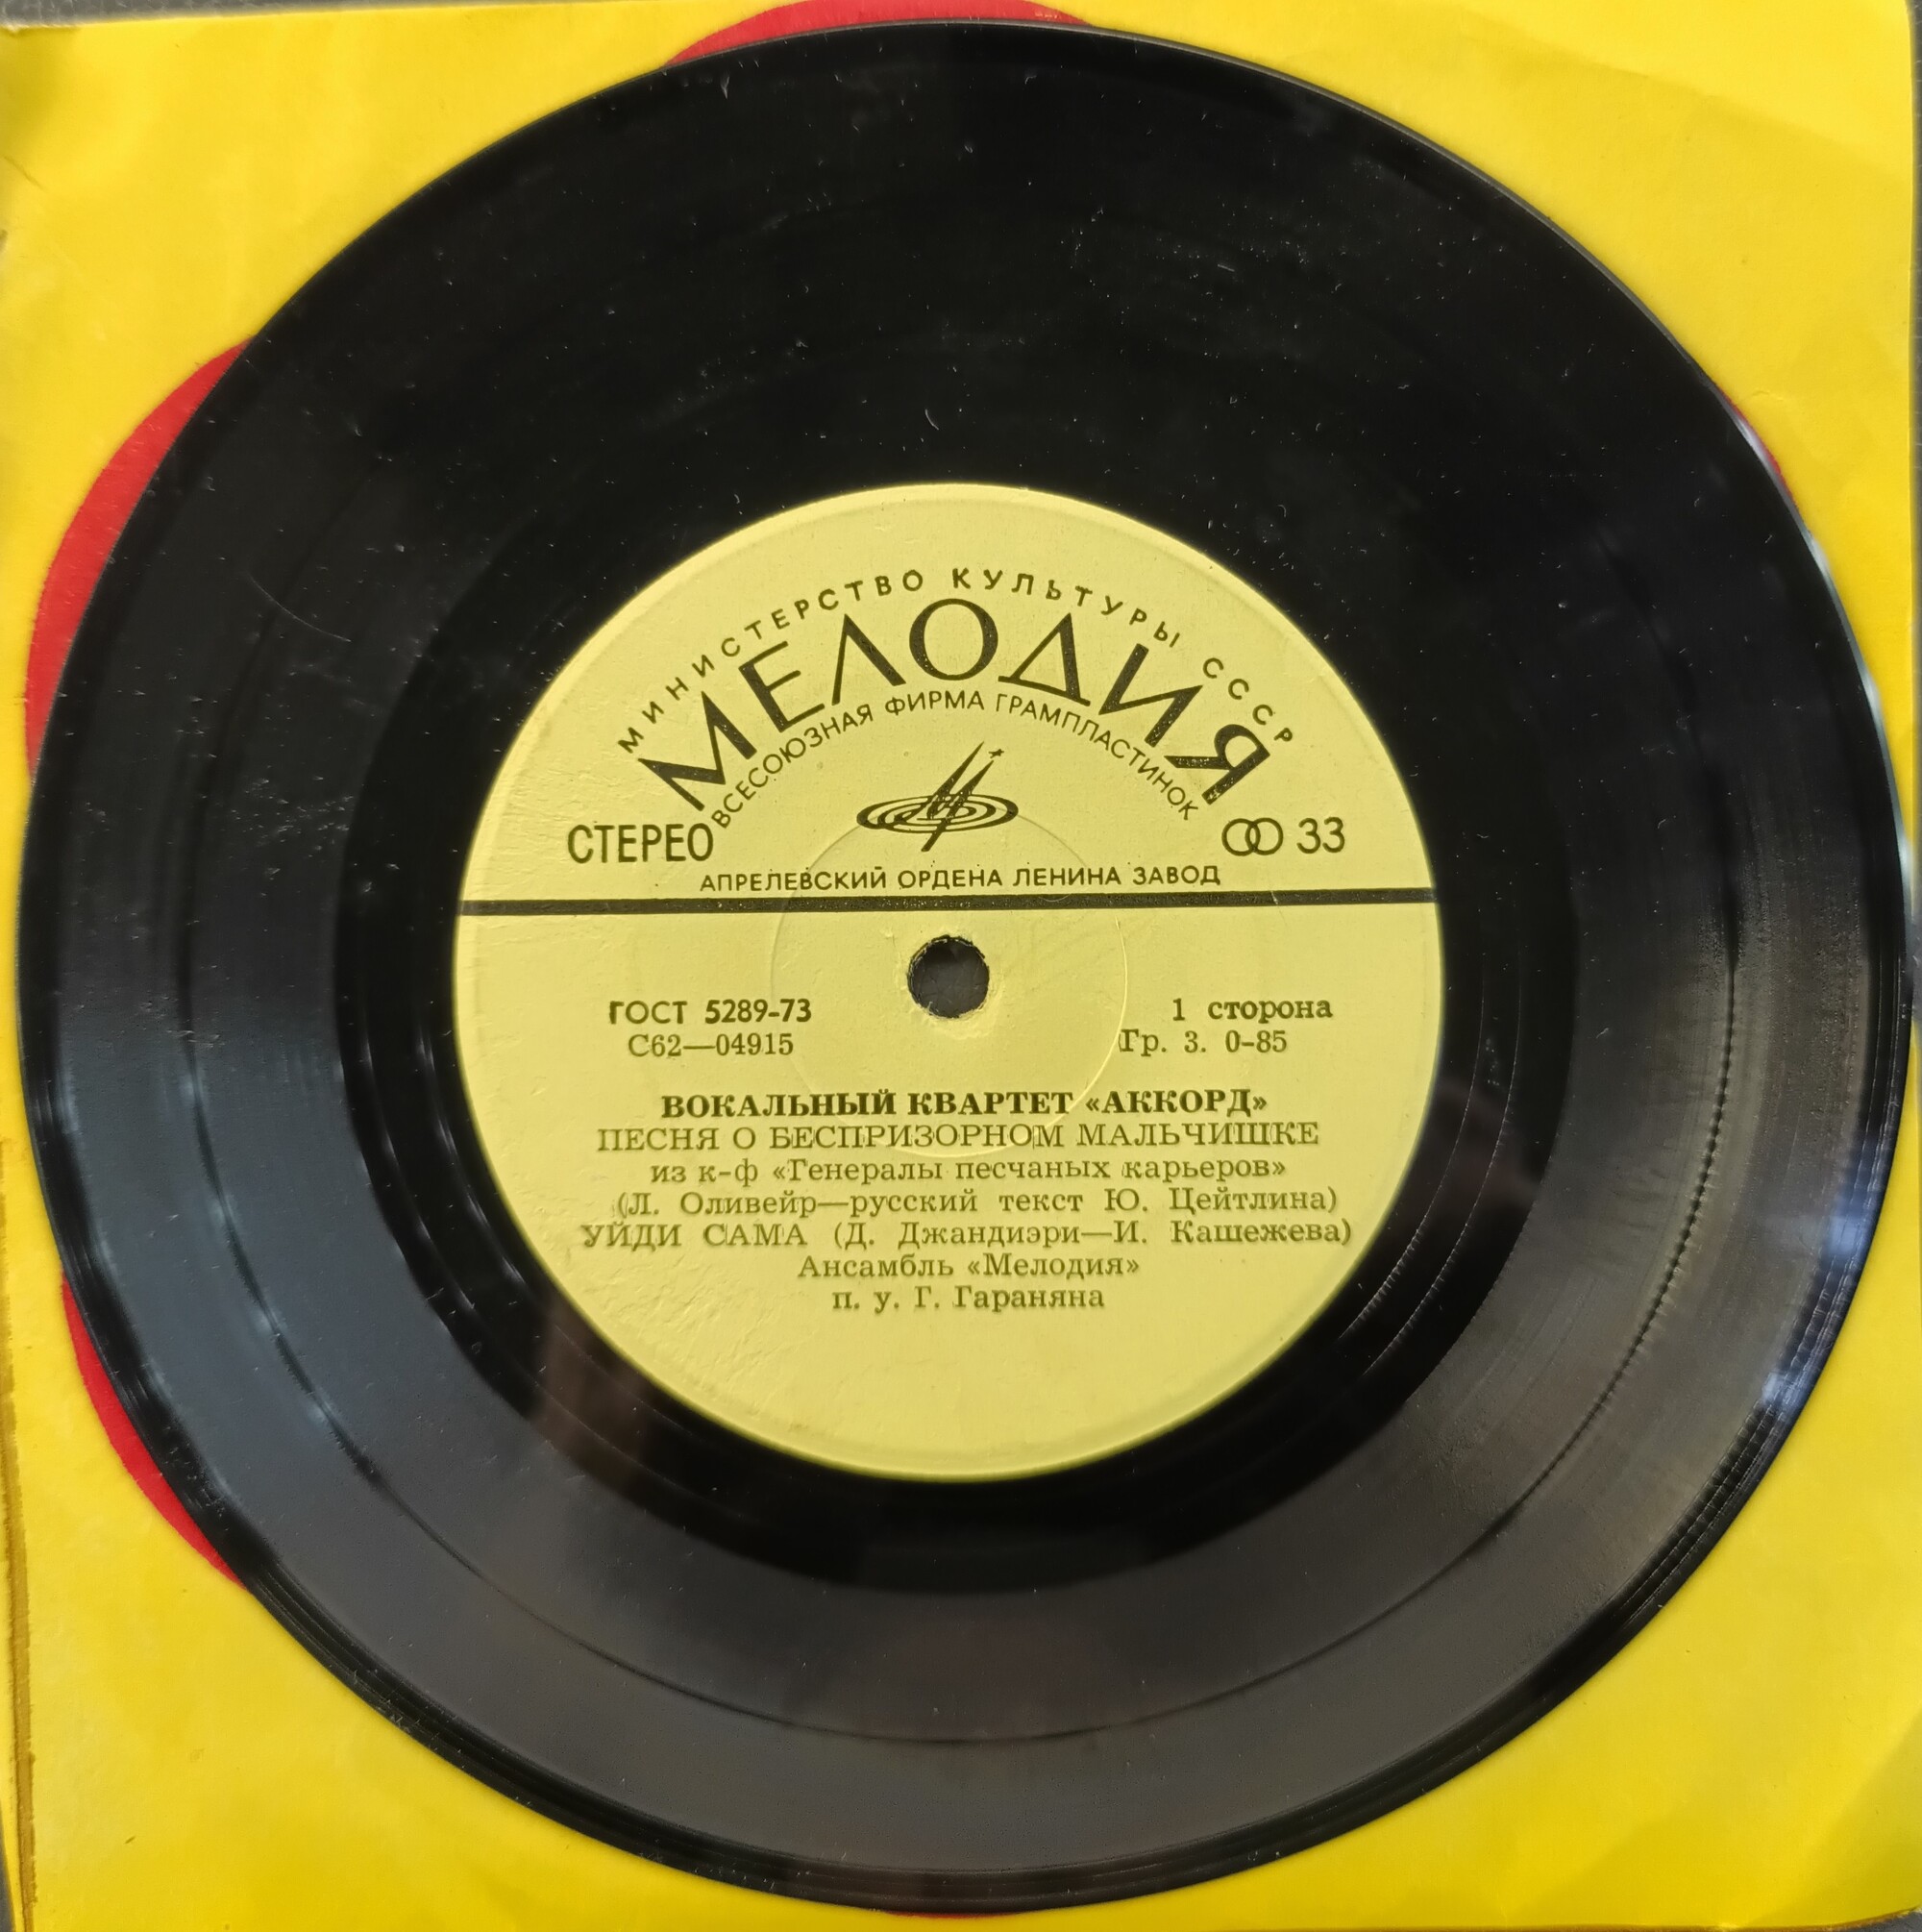 МИНИСТЕРСТВО КУЛЬТУРЫ СССР
МЕЛОДИЯ
ВСЕСОЮЗНАЯ ФИРМА ГРАМПЛАСТИНОК
СТЕРЕО
33
АПРЕЛЕВСКИЙ ОРДЕНА ЛЕНИНА ЗАВОД
ГОСТ 5289-73 1 сторона
С62—04915 Гр. 3. 0-85
ВОКАЛЬНЫЙ КВАРТЕТ «АККОРД»
ПЕСНЯ О БЕСПРИЗОРНОМ МАЛЬЧИШКЕ
из к-ф «Генералы песчаных карьеров»
(Л. Оливейр—русский текст Ю. Цейтлина)
УЙДИ САМА (Д. Джандиэри—И. Кашежева)
Ансамбль «Мелодия»
п. у. Г. Гараняна